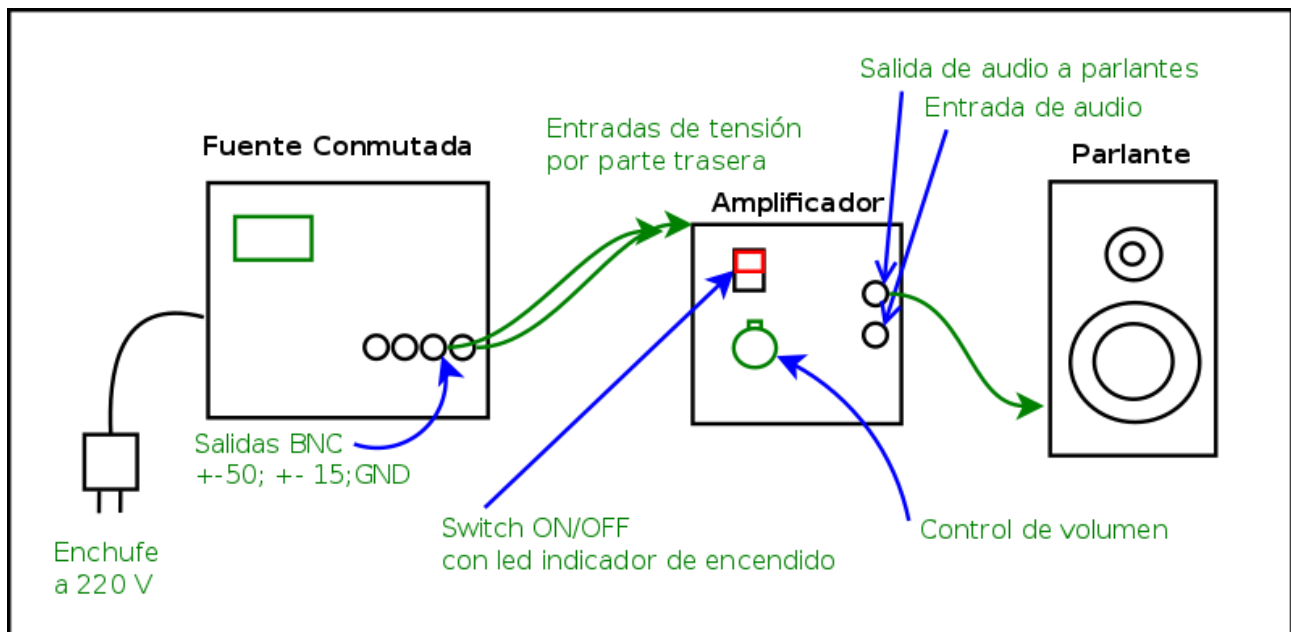 Salida de audio a parlantes
Entrada de audio
Entradas de tensión
por parte trasera
Fuente Conmutada
Parlante
Amplificador
Salidas BNC
+-50; +- 15;GND
Switch ON/OFF
con led indicador de encendido
Control de volumen
Enchufe
a 220 V